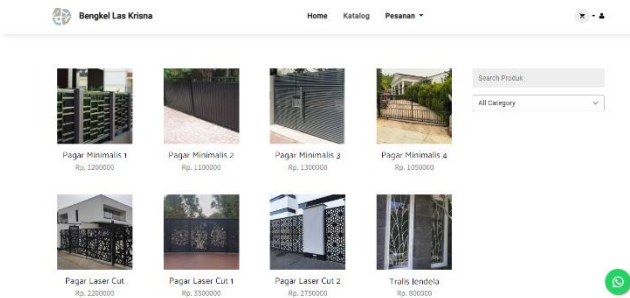 Bengkel Las Krisna
Home Katalog Pesanan
Search Produk
All Category
Pagar Minimalis 1 Pagar Minimalis 2 Pagar Minimalis 3 Pagar Minimalis 4
Rp. 1200000 Rp. 1100000 Rp. 1300000 Rp. 1050000
Pagar Laser Cut Pagar Laser Cut 1 Pagar Laser Cut 2 Tralis Jendela
Rp. 2200000 Rp. 3500000 Rp. 2750000 Rp. 800000